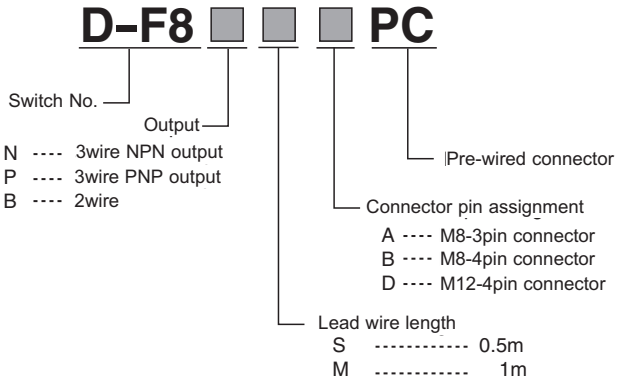 D-F8 PC
Switch No.
Output
N ---- 3wire NPN output
P ---- 3wire PNP output
B ---- 2wire
Pre-wired connector
Connector pin assignment
A ---- M8-3pin connector
B ---- M8-4pin connector
D ---- M12-4pin connector
Lead wire length
S ------------ 0.5m
M ------------ 1m